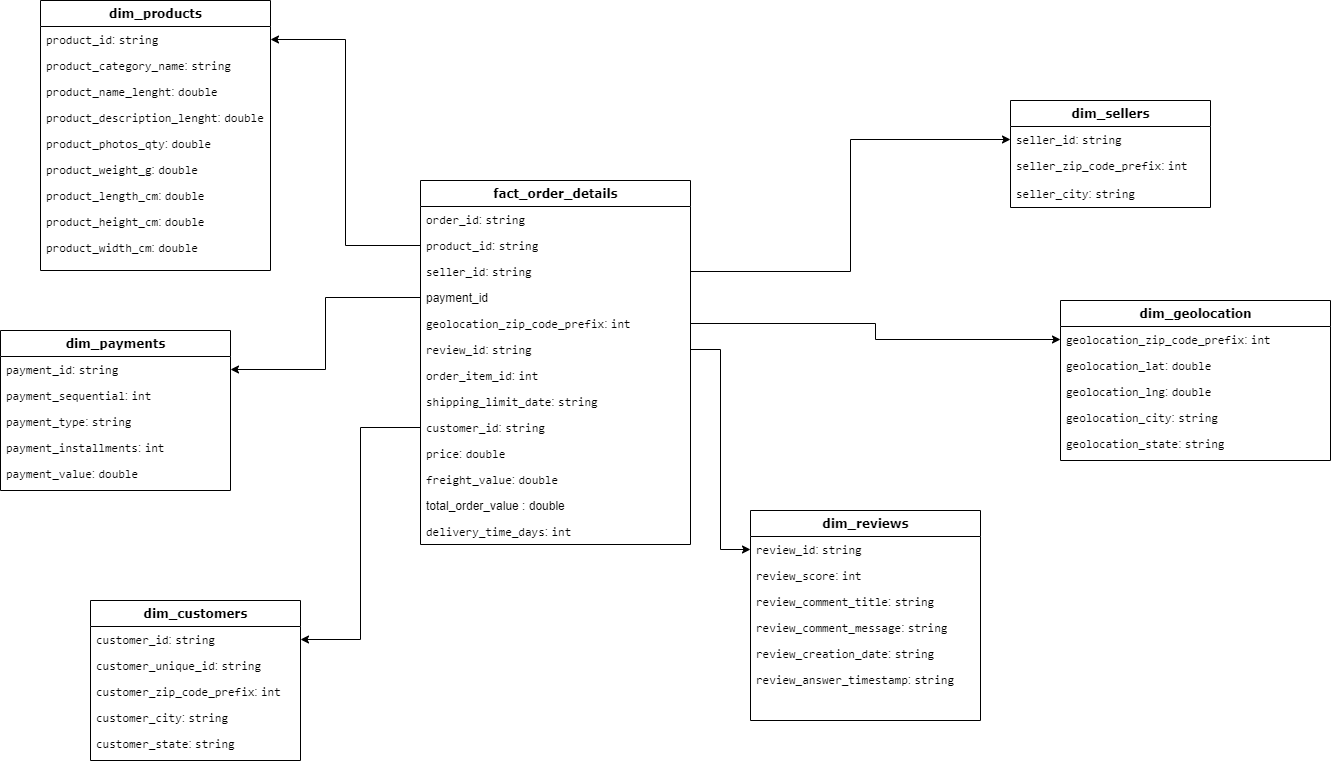 dim_products
product_id: string
product_category_name: string
product_name_lenght: double
product_description_lenght: double
product_photos_qty: double
product_weight_g: double
product_length_cm: double
product_height_cm: double
product_width_cm: double
dim_sellers
seller_id: string
seller_zip_code_prefix: int
seller_city: string
fact_order_details
order_id: string
product_id: string
seller_id: string
payment_id
geolocation_zip_code_prefix: int
review_id: string
order_item_id: int
shipping_limit_date: string
customer_id: string
price: double
freight_value: double
total_order_value : double
delivery_time_days: int
dim_payments
payment_id: string
payment_sequential: int
payment_type: string
payment_installments: int
payment_value: double
dim_geolocation
geolocation_zip_code_prefix: int
geolocation_lat: double
geolocation_lng: double
geolocation_city: string
geolocation_state: string
dim_reviews
review_id: string
review_score: int
review_comment_title: string
review_comment_message: string
review_creation_date: string
review_answer_timestamp: string
dim_customers
customer_id: string
customer_unique_id: string
customer_zip_code_prefix: int
customer_city: string
customer_state: string